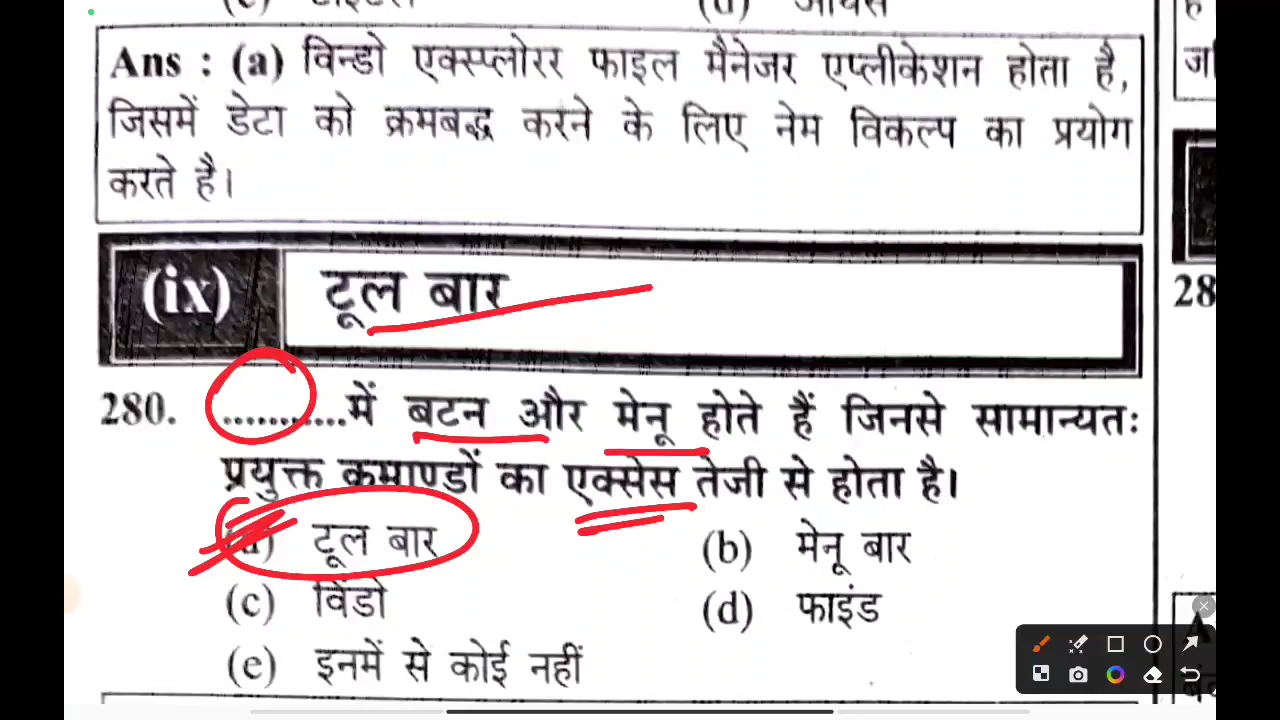 Ans : (a) विन्डो एक्स्प्लोरर फाइल मैनेजर एप्लीकेशन होता है,
जिसमें डेटा को क्रमबद्ध करने के लिए नेम विकल्प का प्रयोग
करते है।
(ix) टूल बार
280. ............में बटन और मेनू होते हैं जिनसे सामान्यतः
प्रयुक्त कमाण्डों का एक्सेस तेजी से होता है।
(a) टूल बार (b) मेनू बार
(c) विंडो (d) फाइंड
(e) इनमें से कोई नहीं
28